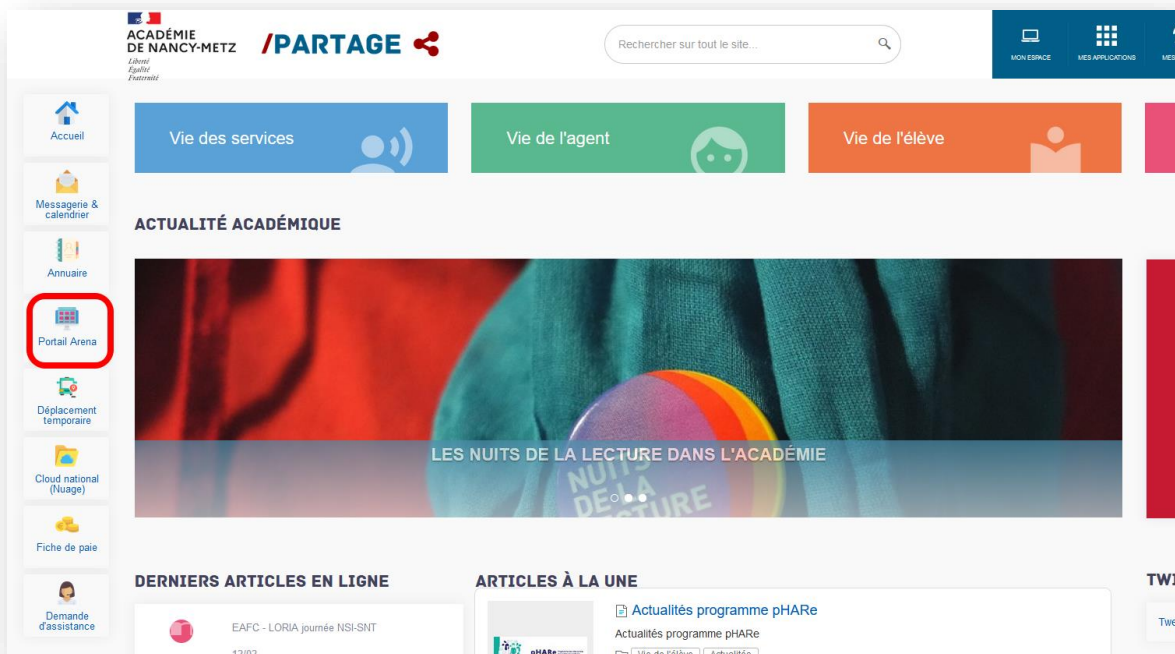 ACADÉMIE
DE NANCY-METZ
Liberté
Égalité
Fraternité
/PARTAGE
Rechercher sur tout le site...
MON ESPACE
MES APPLICATIONS
MES
Accueil
Messagerie &
calendrier
Annuaire
Portail Arena
Déplacement
temporaire
Cloud national
(Nuage)
Fiche de paie
Demande
d'assistance
Vie des services
Vie de l'agent
Vie de l'élève
ACTUALITÉ ACADÉMIQUE
LES NUITS DE LA LECTURE DANS L'ACADÉMIE
NUITS
DE LA
LECTURE
DERNIERS ARTICLES EN LIGNE
EAFC - LORIA journée NSI-SNT
12/02
ARTICLES À LA UNE
Actualités programme pHARe
Actualités programme pHARe
pHARe
Vie de l'élève
Actualités
TWI
Twe